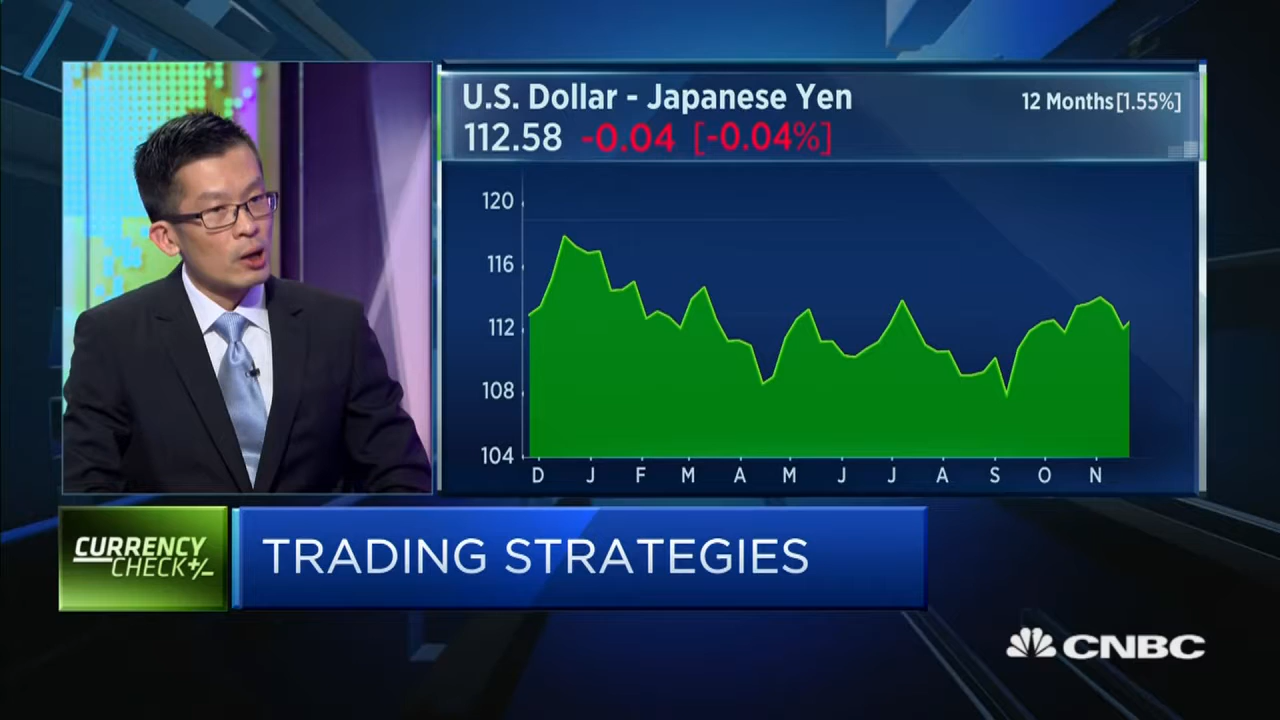 U.S. Dollar - Japanese Yen
12 Months[1.55%]
112.58 -0.04 [-0.04%]
120
116
112
108
104
D J F M A M J J A S O N
CURRENCY
CHECK+/-
TRADING STRATEGIES
CNBC